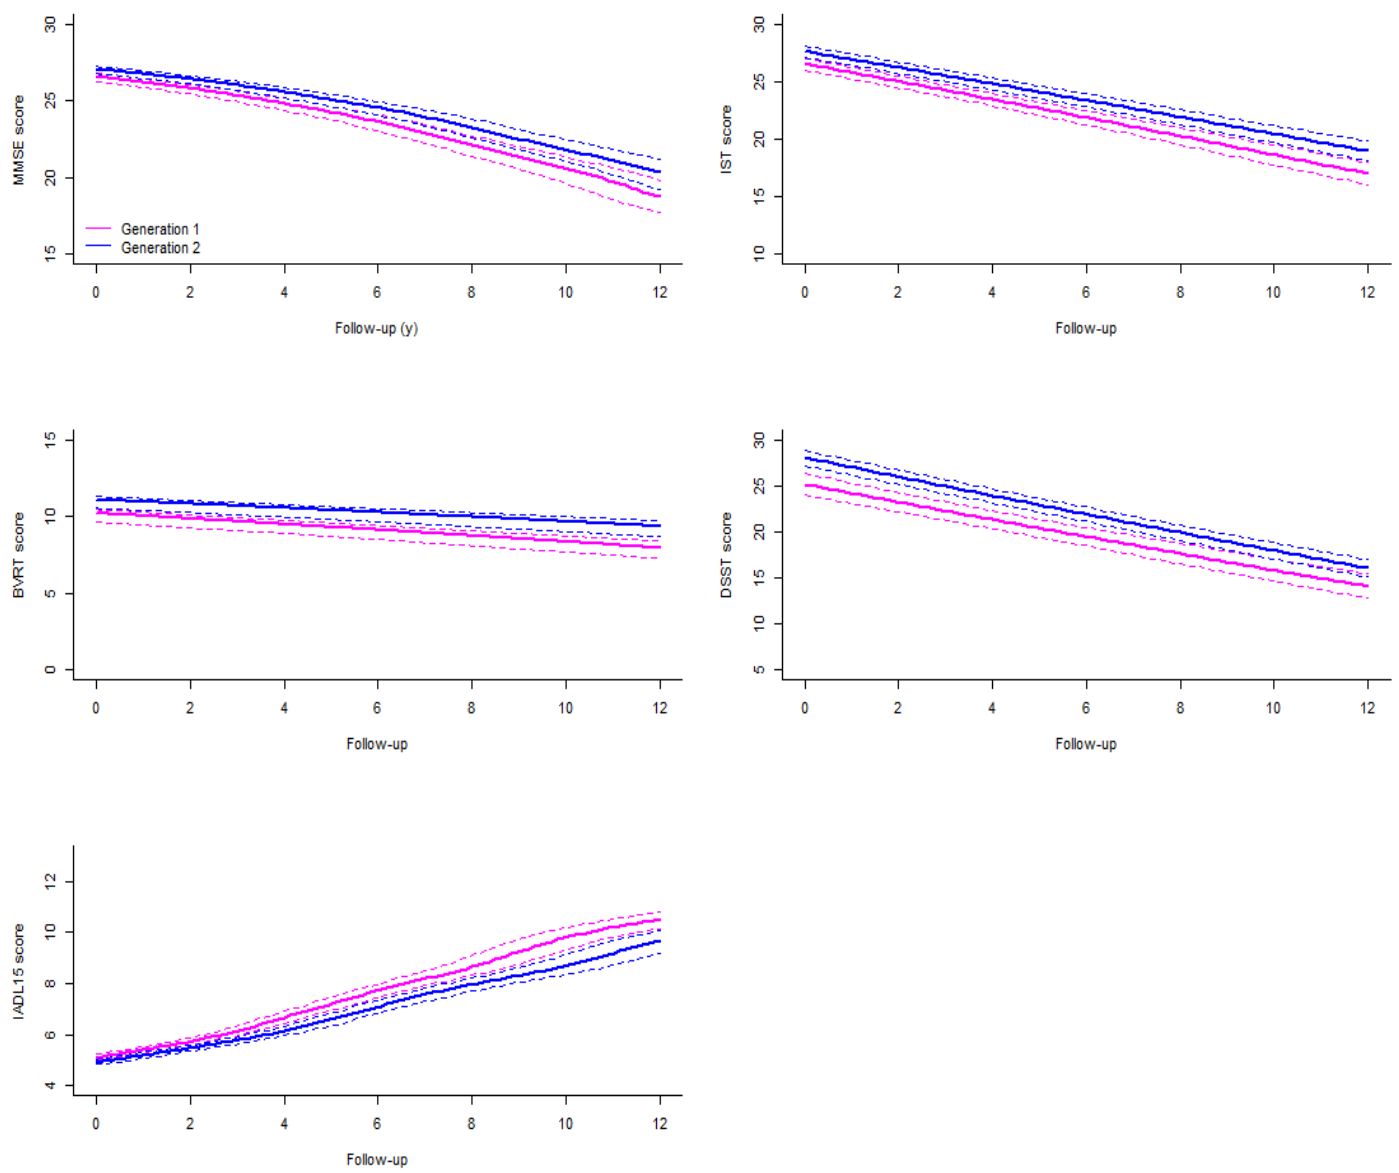 MMSE score
30
25
20
15
Generation 1
Generation 2
0 2 4 6 8 10 12
Follow-up (y)
IST score
30
25
20
15
10
0 2 4 6 8 10 12
Follow-up
BVRT score
15
10
5
0
0 2 4 6 8 10 12
Follow-up
DSST score
30
25
20
15
10
5
0 2 4 6 8 10 12
Follow-up
IADL15 score
12
10
8
6
4
0 2 4 6 8 10 12
Follow-up